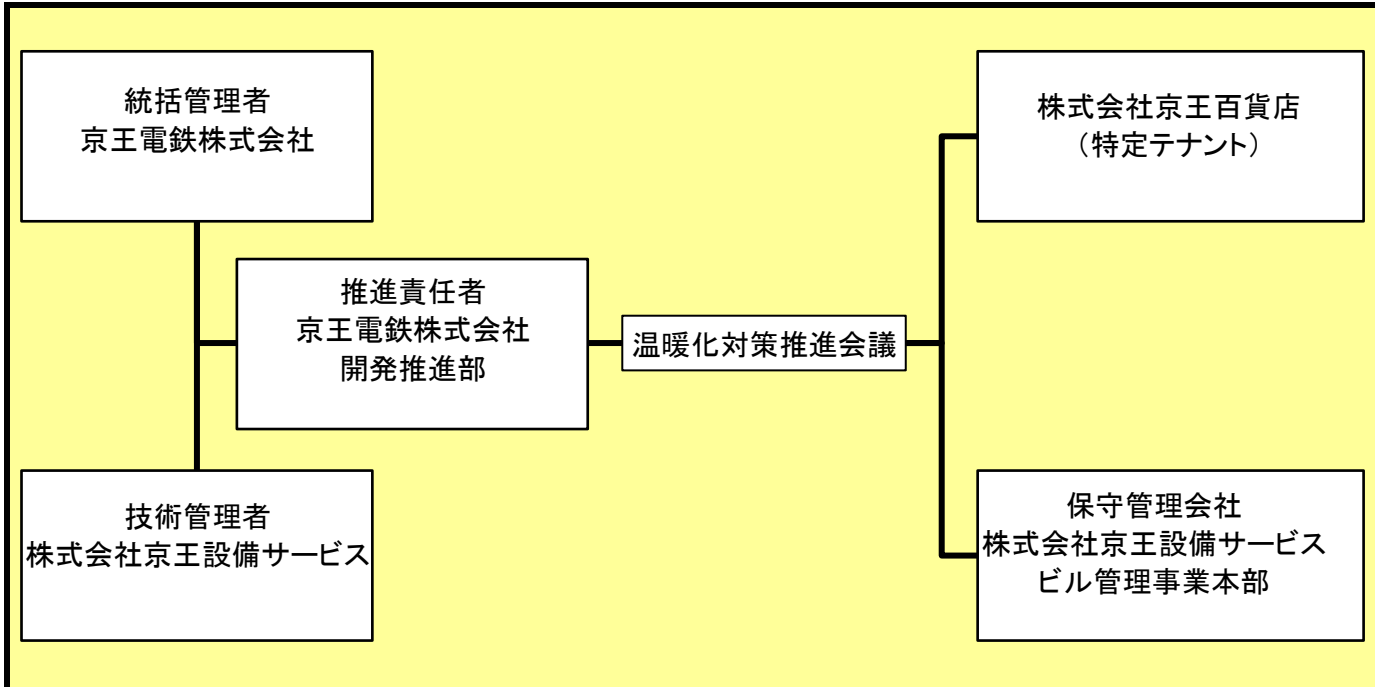 統括管理者
京王電鉄株式会社
推進責任者
京王電鉄株式会社
開発推進部
技術管理者
株式会社京王設備サービス
温暖化対策推進会議
株式会社京王百貨店
（特定テナント）
保守管理会社
株式会社京王設備サービス
ビル管理事業本部